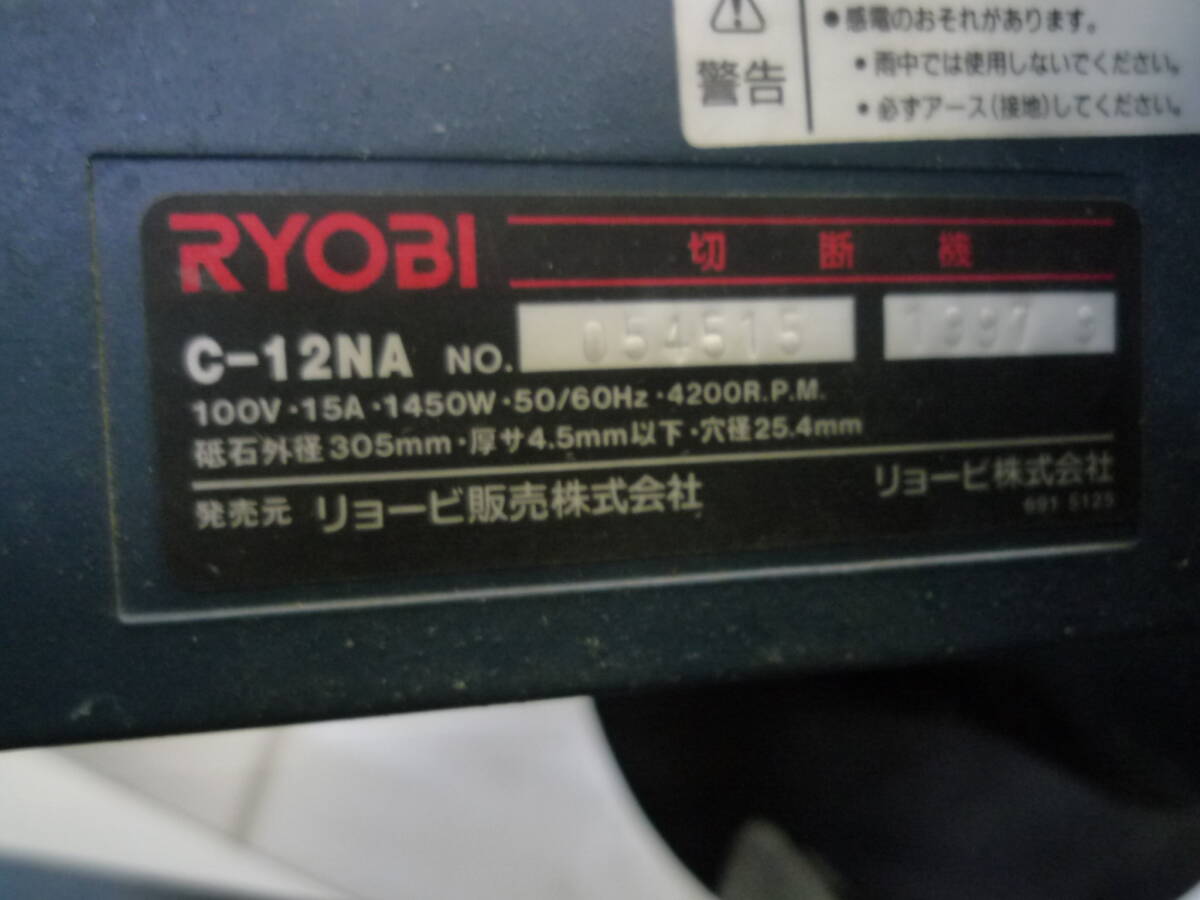 警告
●感電のおそれがあります。
・雨中では使用しないでください。
・必ずアース(接地)してください。
RYOBI 切断機
C-12NA NO. 054515 1997 9
100V・15A・1450W・50/60Hz・4200R.P.M.
砥石外径305mm・厚サ4.5mm以下・穴径25.4mm
発売元 リョービ販売株式会社 リョービ株式会社